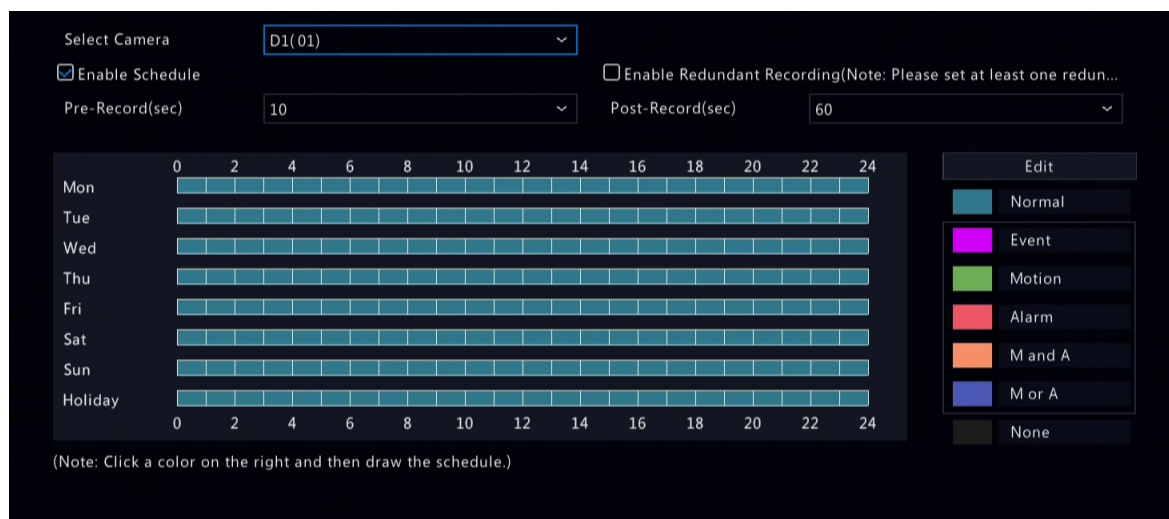 Select Camera D1(01)
Enable Schedule Enable Redundant Recording(Note: Please set at least one redun...
Pre-Record(sec) 10 Post-Record(sec) 60
0 2 4 6 8 10 12 14 16 18 20 22 24 Edit
Mon
Normal
Tue
Wed Event
Thu Motion
Fri
Alarm
Sat
M and A
Sun
Holiday M or A
0 2 4 6 8 10 12 14 16 18 20 22 24
None
(Note: Click a color on the right and then draw the schedule.)